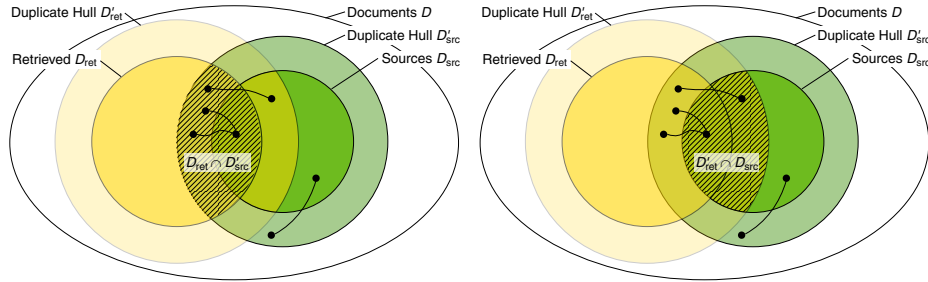 Duplicate Hull D′ret
Documents D
Duplicate Hull D′src
Retrieved Dret
Sources Dsrc
Dret ∩ D′src
Duplicate Hull D′ret
Documents D
Duplicate Hull D′src
Retrieved Dret
Sources Dsrc
D′ret ∩ Dsrc